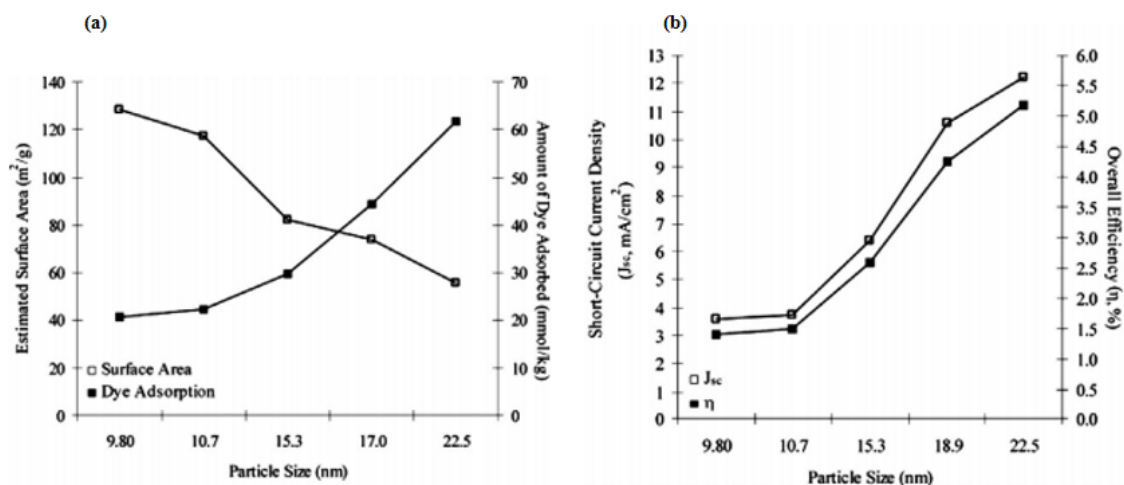 (a)
140
120
100
80
60
40
20
0
Estimated Surface Area (m²/g)
70
60
50
40
30
20
10
0
Amount of Dye Adsorbed (mmol/kg)
Surface Area
Dye Adsorption
9.80 10.7 15.3 17.0 22.5
Particle Size (nm)
(b)
13
12
11
10
9
8
7
6
5
4
3
2
1
0
Short-Circuit Current Density
(Jsc, mA/cm²)
6.0
5.5
5.0
4.5
4.0
3.5
3.0
2.5
2.0
1.5
1.0
0.5
0.0
Overall Efficiency (η, %)
Jsc
η
9.80 10.7 15.3 18.9 22.5
Particle Size (nm)